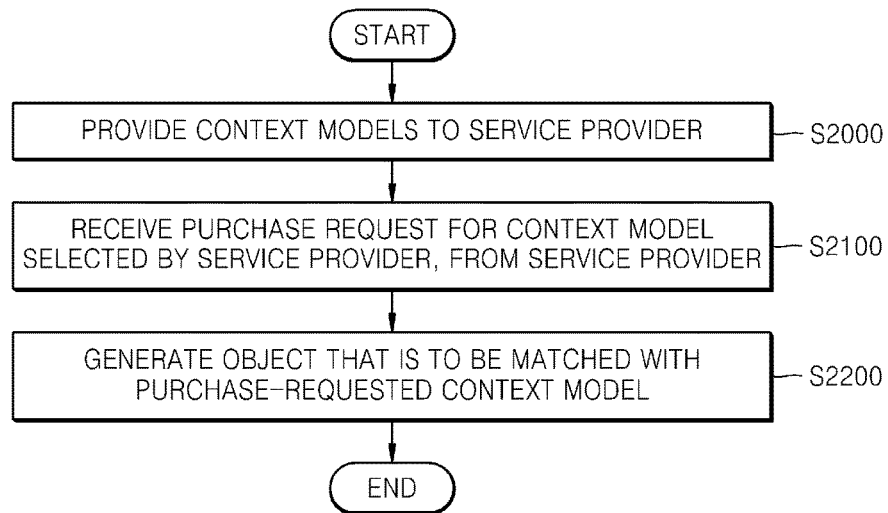 START
PROVIDE CONTEXT MODELS TO SERVICE PROVIDER
S2000
RECEIVE PURCHASE REQUEST FOR CONTEXT MODEL
SELECTED BY SERVICE PROVIDER, FROM SERVICE PROVIDER
S2100
GENERATE OBJECT THAT IS TO BE MATCHED WITH
PURCHASE-REQUESTED CONTEXT MODEL
S2200
END